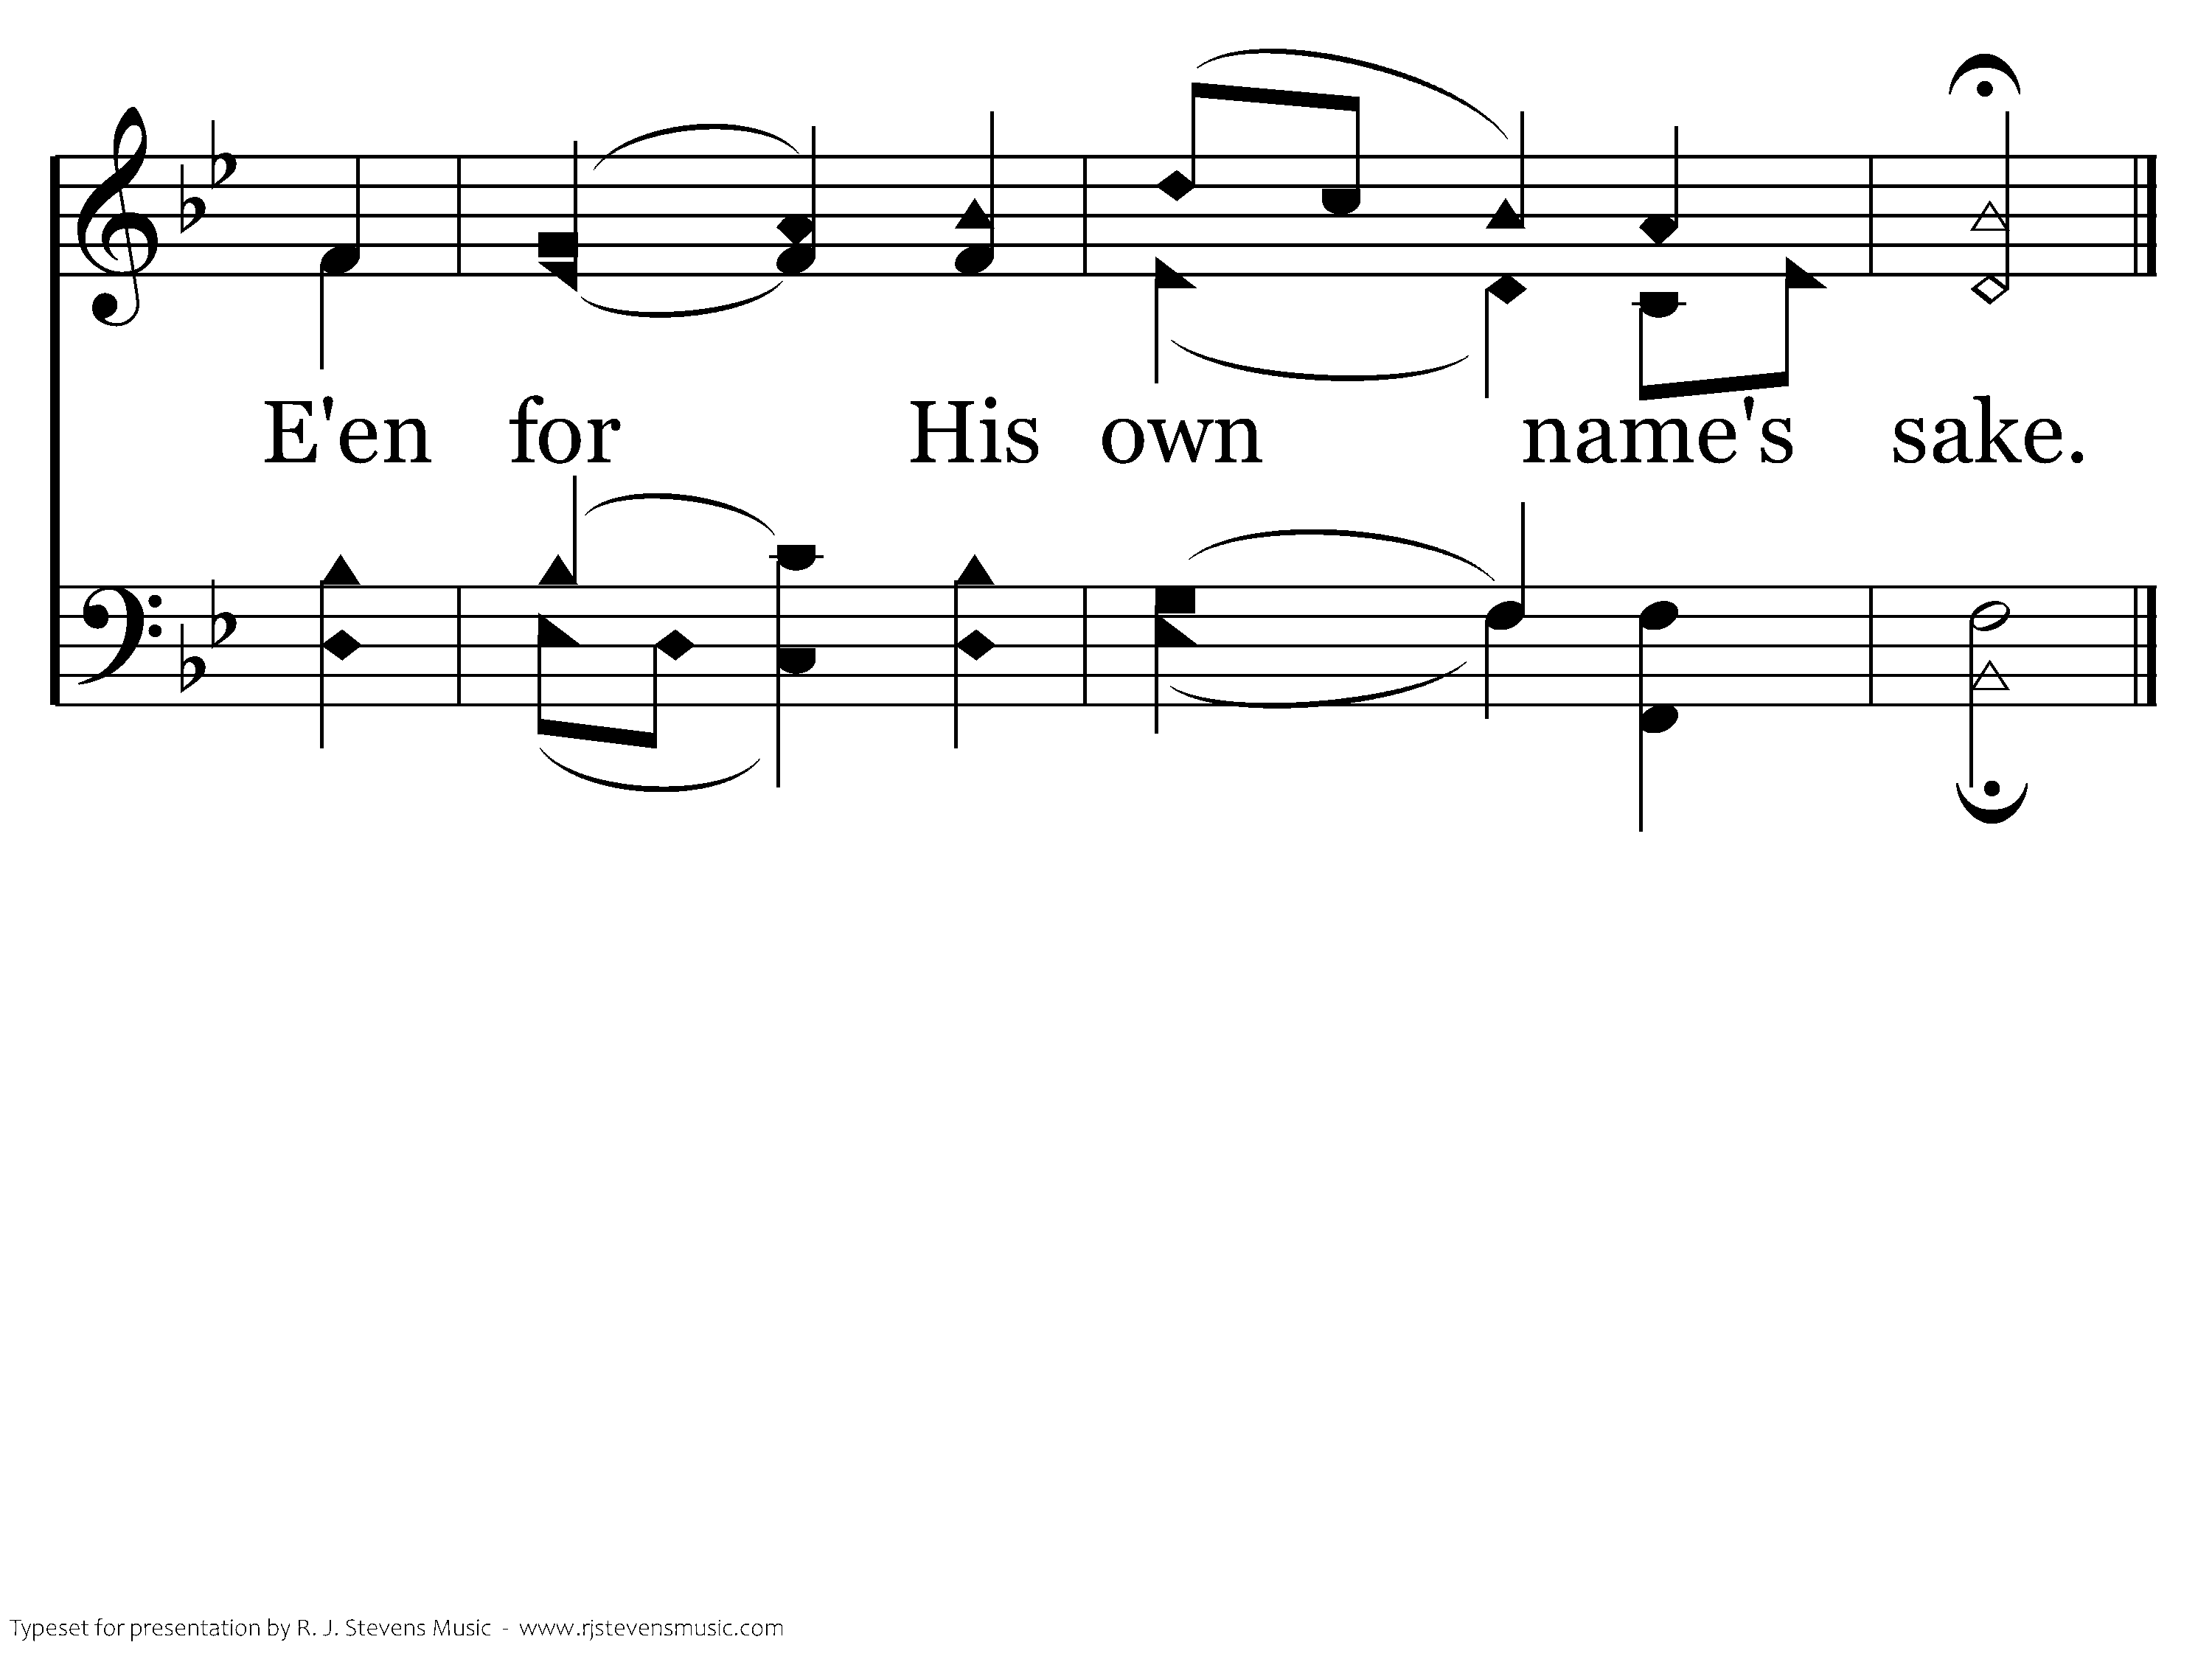 E'en for His own name's sake.
Typeset for presentation by R. J. Stevens Music - www.rjstevensmusic.com